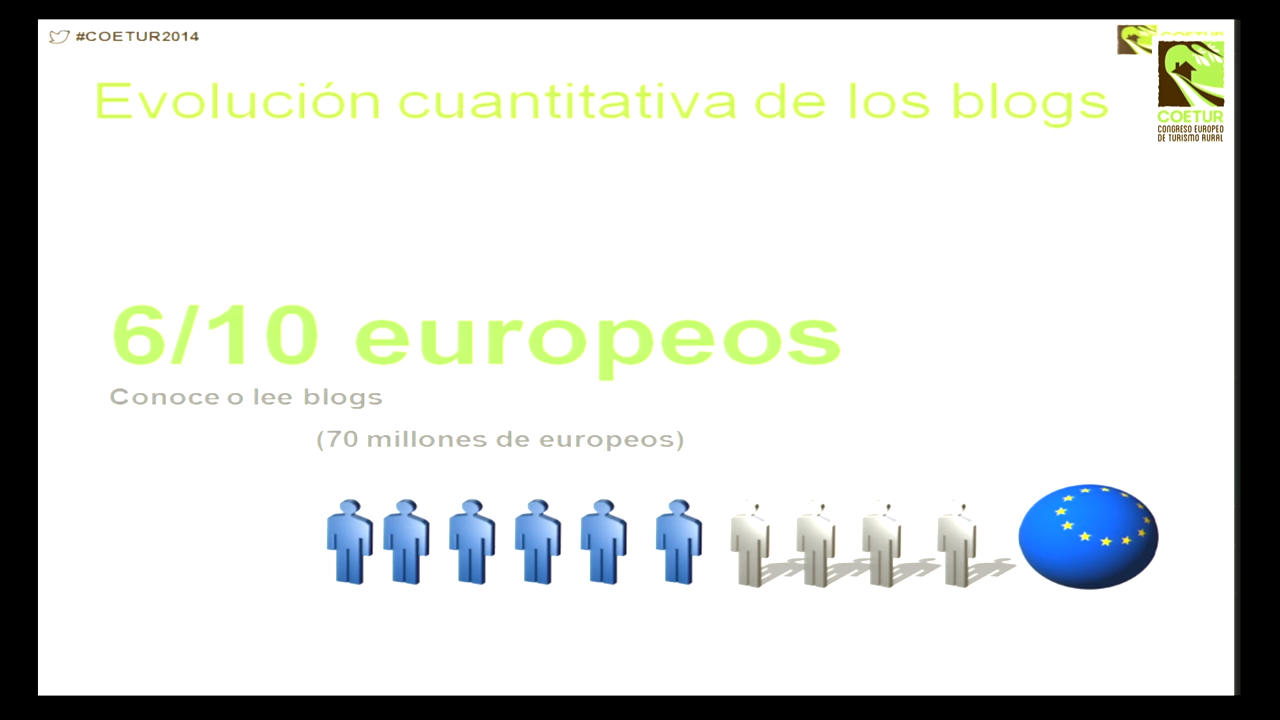 #COETUR2014
COETUR
Evolución cuantitativa de los blogs
COETUR
CONGRESO EUROPEO
DE TURISMO RURAL
6/10 europeos
Conoce o lee blogs
(70 millones de europeos)